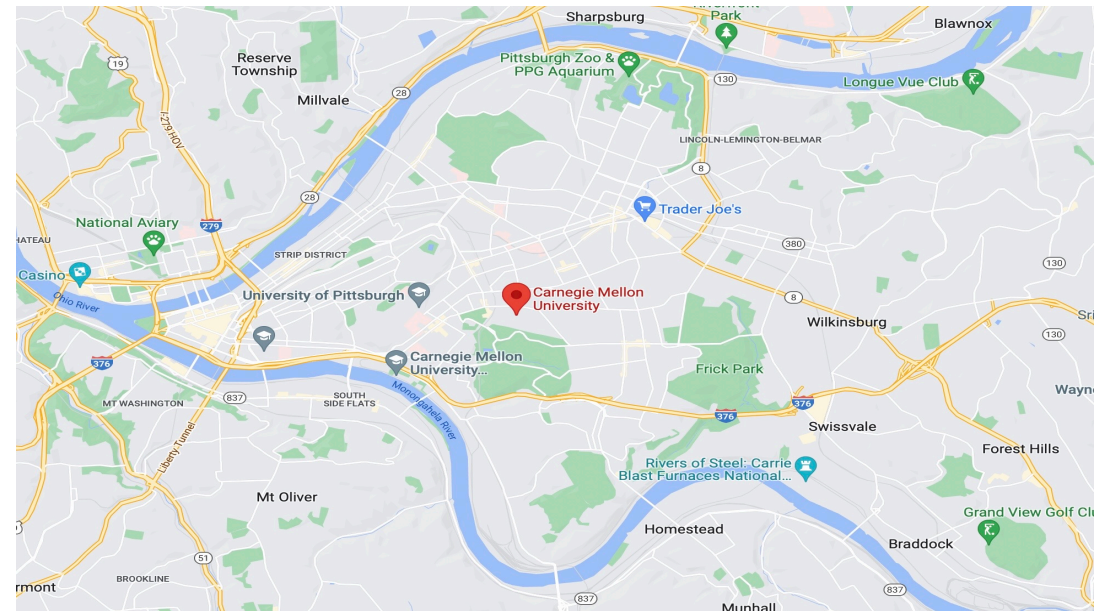 Sharpsburg
Park
Blawnox
Reserve
Township
19
Pittsburgh Zoo &
PPG Aquarium
130
Longue Vue Club
Millvale
28
I-279 HOV
LINCOLN-LEMINGTON-BELMAR
8
28
Trader Joe's
National Aviary
279
HATEAU
STRIP DISTRICT
380
130
Casino
Ohio River
University of Pittsburgh
Carnegie Mellon
University
8
Wilkinsburg
130
376
Carnegie Mellon
University...
Frick Park
Monongahela River
MT WASHINGTON
837
SOUTH
SIDE FLATS
376
376
Swissvale
Wayn
Liberty Tunnel
Forest Hills
Rivers of Steel: Carrie
Blast Furnaces National...
Mt Oliver
Homestead
Grand View Golf Clu
Braddock
51
BROOKLINE
rmont
837
837
Munhall